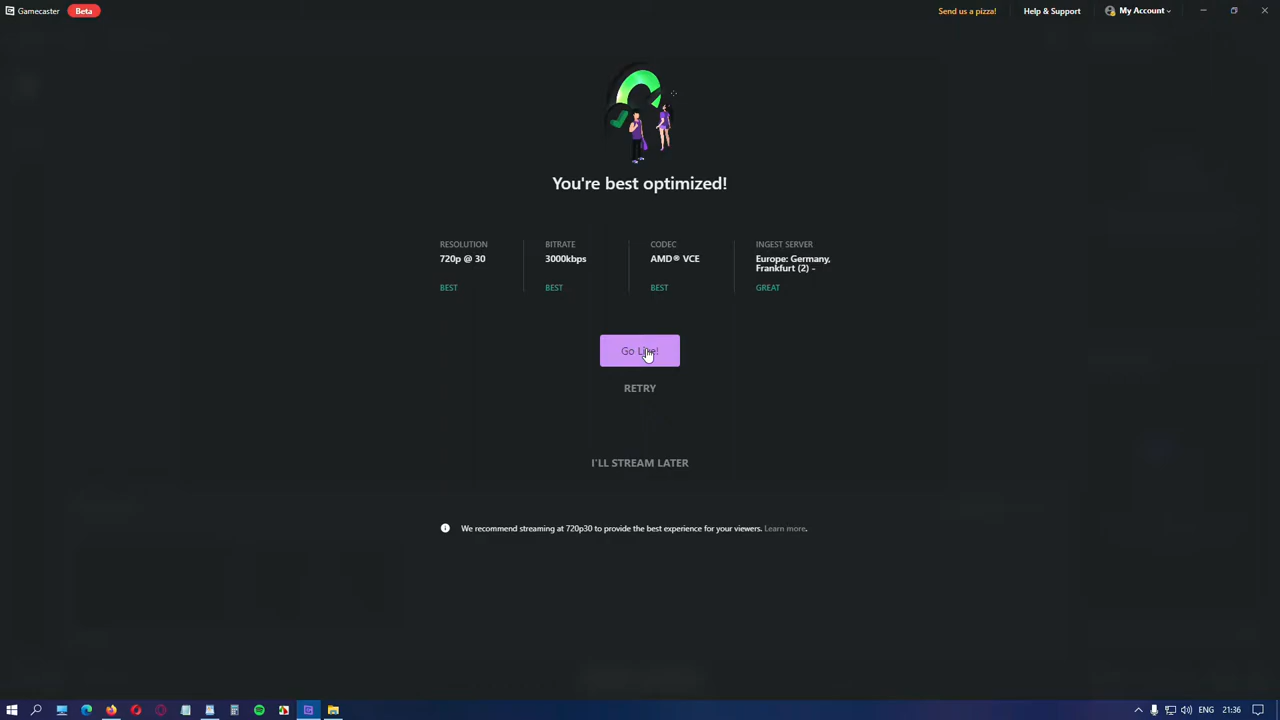 Gamecaster Beta Send us a pizza! Help & Support My Account
You're best optimized!
RESOLUTION BITRATE CODEC INGEST SERVER
720p @ 30 3000kbps AMD® VCE Europe: Germany,
Frankfurt (2) -
BEST BEST BEST GREAT
Go Live!
RETRY
I'LL STREAM LATER
We recommend streaming at 720p30 to provide the best experience for your viewers. Learn more.
ENG 21:36